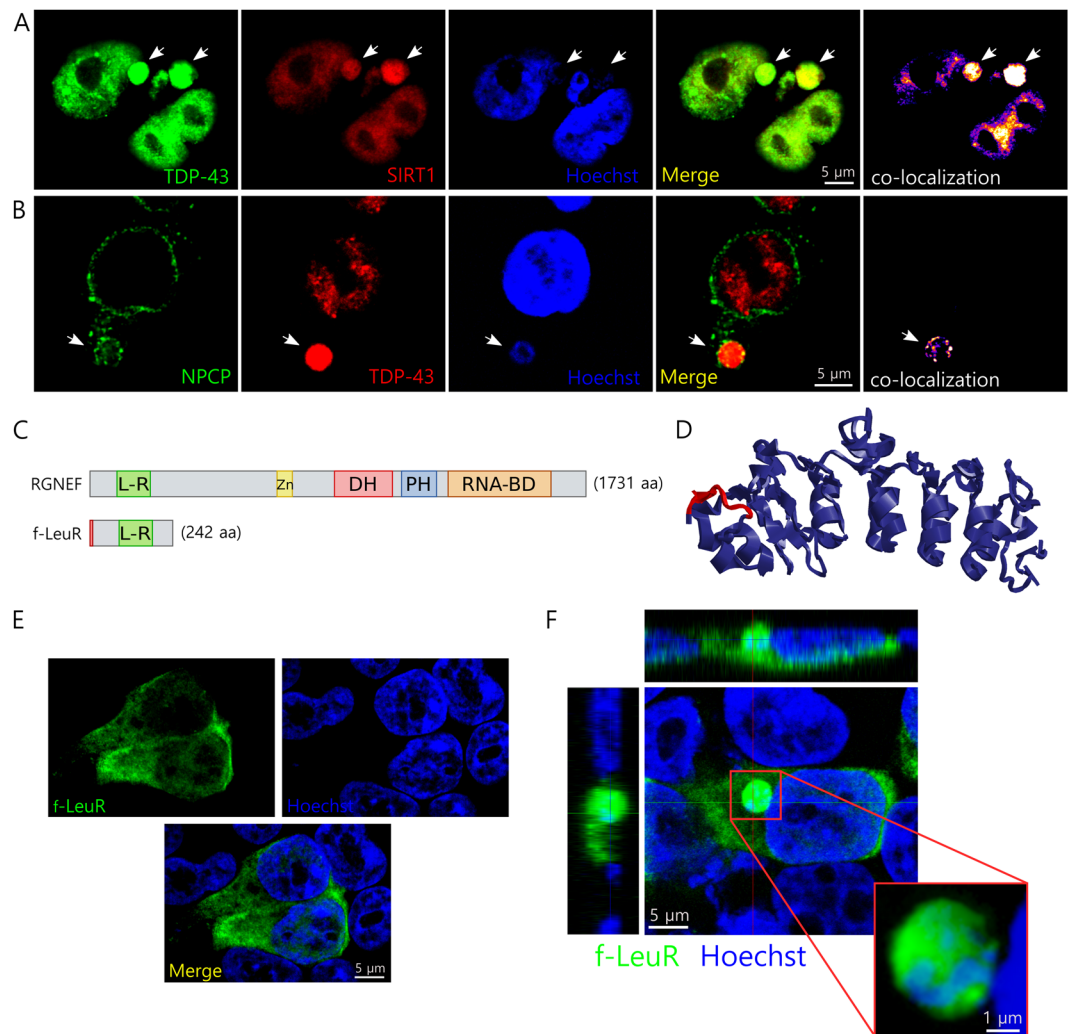 A
TDP-43
SIRT1
Hoechst
Merge
5 µm
co-localization
B
NPCP
TDP-43
Hoechst
Merge
5 µm
co-localization
C
RGNEF
L-R
Zn
DH
PH
RNA-BD
(1731 aa)
f-LeuR
L-R
(242 aa)
D
E
f-LeuR
Hoechst
Merge
5 µm
F
5 µm
f-LeuR Hoechst
1 µm